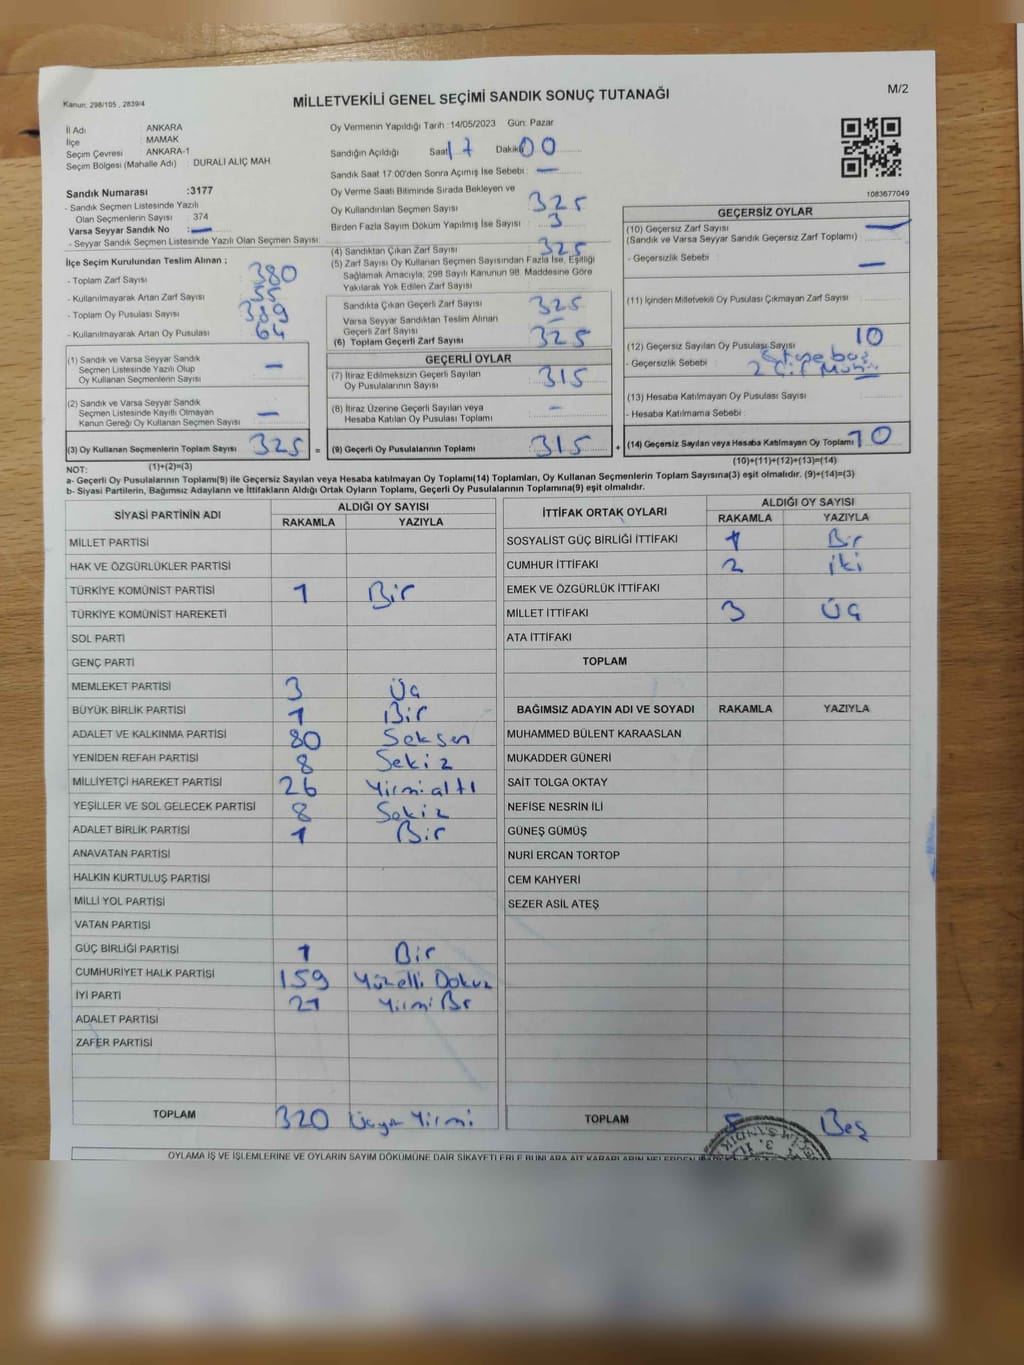 Kanun: 298/105 , 2839/4
MİLLETVEKİLİ GENEL SEÇİMİ SANDIK SONUÇ TUTANAĞI
M/2
İl Adı ANKARA
İlçe MAMAK
Seçim Çevresi ANKARA-1
Seçim Bölgesi (Mahalle Adı) : DURALİ ALIÇ MAH
Sandık Numarası :3177
- Sandık Seçmen Listesinde Yazılı
Olan Seçmenlerin Sayısı : 374
Varsa Seyyar Sandık No : —
- Seyyar Sandık Seçmen Listesinde Yazılı Olan Seçmen Sayısı:
İlçe Seçim Kurulundan Teslim Alınan ;
- Toplam Zarf Sayısı : 380
- Kullanılmayarak Artan Zarf Sayısı : 55
- Toplam Oy Pusulası Sayısı : 389
- Kullanılmayarak Artan Oy Pusulası : 64
(1) Sandık ve Varsa Seyyar Sandık
Seçmen Listesinde Yazılı Olup
Oy Kullanan Seçmenlerin Sayısı : —
(2) Sandık ve Varsa Seyyar Sandık
Seçmen Listesinde Kayıtlı Olmayan
Kanun Gereği Oy Kullanan Seçmen Sayısı : —
(3) Oy Kullanan Seçmenlerin Toplam Sayısı : 325 =
(1)+(2)=(3)
Oy Vermenin Yapıldığı Tarih :14/05/2023 Gün: Pazar
Sandığın Açıldığı Saat 17 Dakika 00
Sandık Saat 17.00'den Sonra Açımış İse Sebebi : —
Oy Verme Saati Bitiminde Sırada Bekleyen ve
Oy Kullandırılan Seçmen Sayısı : 325
Birden Fazla Sayım Döküm Yapılmış İse Sayısı : 3
(4) Sandıktan Çıkan Zarf Sayısı : 325
(5) Zarf Sayısı Oy Kullanan Seçmen Sayısından Fazla İse, Eşitliği
Sağlamak Amacıyla, 298 Sayılı Kanunun 98. Maddesine Göre
Yakılarak Yok Edilen Zarf Sayısı :
Sandıkta Çıkan Geçerli Zarf Sayısı : 325
Varsa Seyyar Sandıktan Teslim Alınan
Geçerli Zarf Sayısı : —
(6) Toplam Geçerli Zarf Sayısı : 325
GEÇERLİ OYLAR
(7) İtiraz Edilmeksizin Geçerli Sayılan
Oy Pusulalarının Sayısı : 315
(8) İtiraz Üzerine Geçerli Sayılan veya
Hesaba Katılan Oy Pusulası Toplamı : —
(9) Geçerli Oy Pusulalarının Toplamı : 315 +
1083677049
GEÇERSİZ OYLAR
(10) Geçersiz Zarf Sayısı : —
(Sandık ve Varsa Seyyar Sandık Geçersiz Zarf Toplamı)
- Geçersizlik Sebebi : —
(11) İçinden Milletvekili Oy Pusulası Çıkmayan Zarf Sayısı :
(12) Geçersiz Sayılan Oy Pusulası Sayısı : 10
- Geçersizlik Sebebi : boş
2 Çift
(13) Hesaba Katılmayan Oy Pusulası Sayısı :
- Hesaba Katılmama Sebebi :
(14) Geçersiz Sayılan veya Hesaba Katılmayan Oy Toplamı: 10
(10)+(11)+(12)+(13)=(14)
NOT:
a- Geçerli Oy Pusulalarının Toplamı(9) ile Geçersiz Sayılan veya Hesaba katılmayan Oy Toplamı(14) Toplamları, Oy Kullanan Seçmenlerin Toplam Sayısına(3) eşit olmalıdır. (9)+(14)=(3)
b- Siyasi Partilerin, Bağımsız Adayların ve İttifakların Aldığı Ortak Oyların Toplamı, Geçerli Oy Pusulalarının Toplamına(9) eşit olmalıdır.
SİYASİ PARTİNİN ADI ALDIĞI OY SAYISI
RAKAMLA YAZIYLA
MİLLET PARTİSİ
HAK VE ÖZGÜRLÜKLER PARTİSİ
TÜRKİYE KOMÜNİST PARTİSİ 1 Bir
TÜRKİYE KOMÜNİST HAREKETİ
SOL PARTİ
GENÇ PARTİ
MEMLEKET PARTİSİ 3 Üç
BÜYÜK BİRLİK PARTİSİ 1 Bir
ADALET VE KALKINMA PARTİSİ 80 Seksen
YENİDEN REFAH PARTİSİ 8 Sekiz
MİLLİYETÇİ HAREKET PARTİSİ 26 Yirmi altı
YEŞİLLER VE SOL GELECEK PARTİSİ 8 Sekiz
ADALET BİRLİK PARTİSİ 1 Bir
ANAVATAN PARTİSİ
HALKIN KURTULUŞ PARTİSİ
MİLLİ YOL PARTİSİ
VATAN PARTİSİ
GÜÇ BİRLİĞİ PARTİSİ 1 Bir
CUMHURİYET HALK PARTİSİ 159 Yüzelli Dokuz
İYİ PARTİ 21 Yirmi Br
ADALET PARTİSİ
ZAFER PARTİSİ
TOPLAM 320 Üçyüz Yirmi
İTTİFAK ORTAK OYLARI ALDIĞI OY SAYISI
RAKAMLA YAZIYLA
SOSYALİST GÜÇ BİRLİĞİ İTTİFAKI 1 Bir
CUMHUR İTTİFAKI 2 iki
EMEK VE ÖZGÜRLÜK İTTİFAKI
MİLLET İTTİFAKI 3 Üç
ATA İTTİFAKI
TOPLAM
BAĞIMSIZ ADAYIN ADI VE SOYADI RAKAMLA YAZIYLA
MUHAMMED BÜLENT KARAASLAN
MUKADDER GÜNERİ
SAİT TOLGA OKTAY
NEFİSE NESRİN İLİ
GÜNEŞ GÜMÜŞ
NURİ ERCAN TORTOP
CEM KAHYERİ
SEZER ASİL ATEŞ
TOPLAM 5 Beş
OYLAMA İŞ VE İŞLEMLERİNE VE OYLARIN SAYIM DÖKÜMÜNE DAİR ŞİKAYETLERLE BUNLARA AİT KARARLARIN